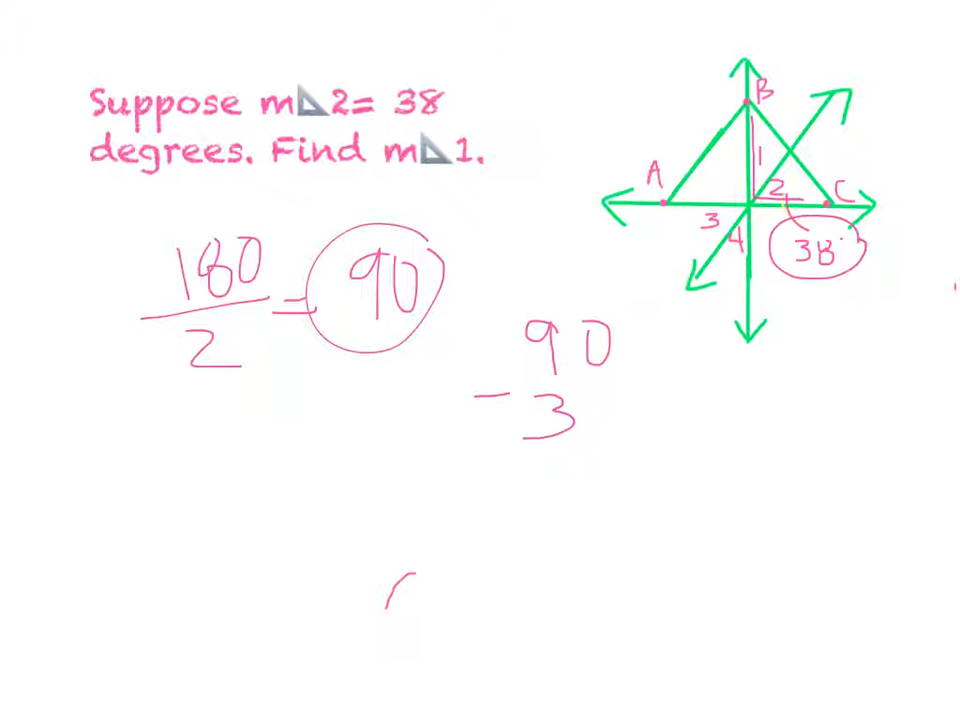 Suppose m📐2= 38
degrees. Find m📐1.
B
A
1
2
C
3
4
38°
180
2
=
90
90
- 3